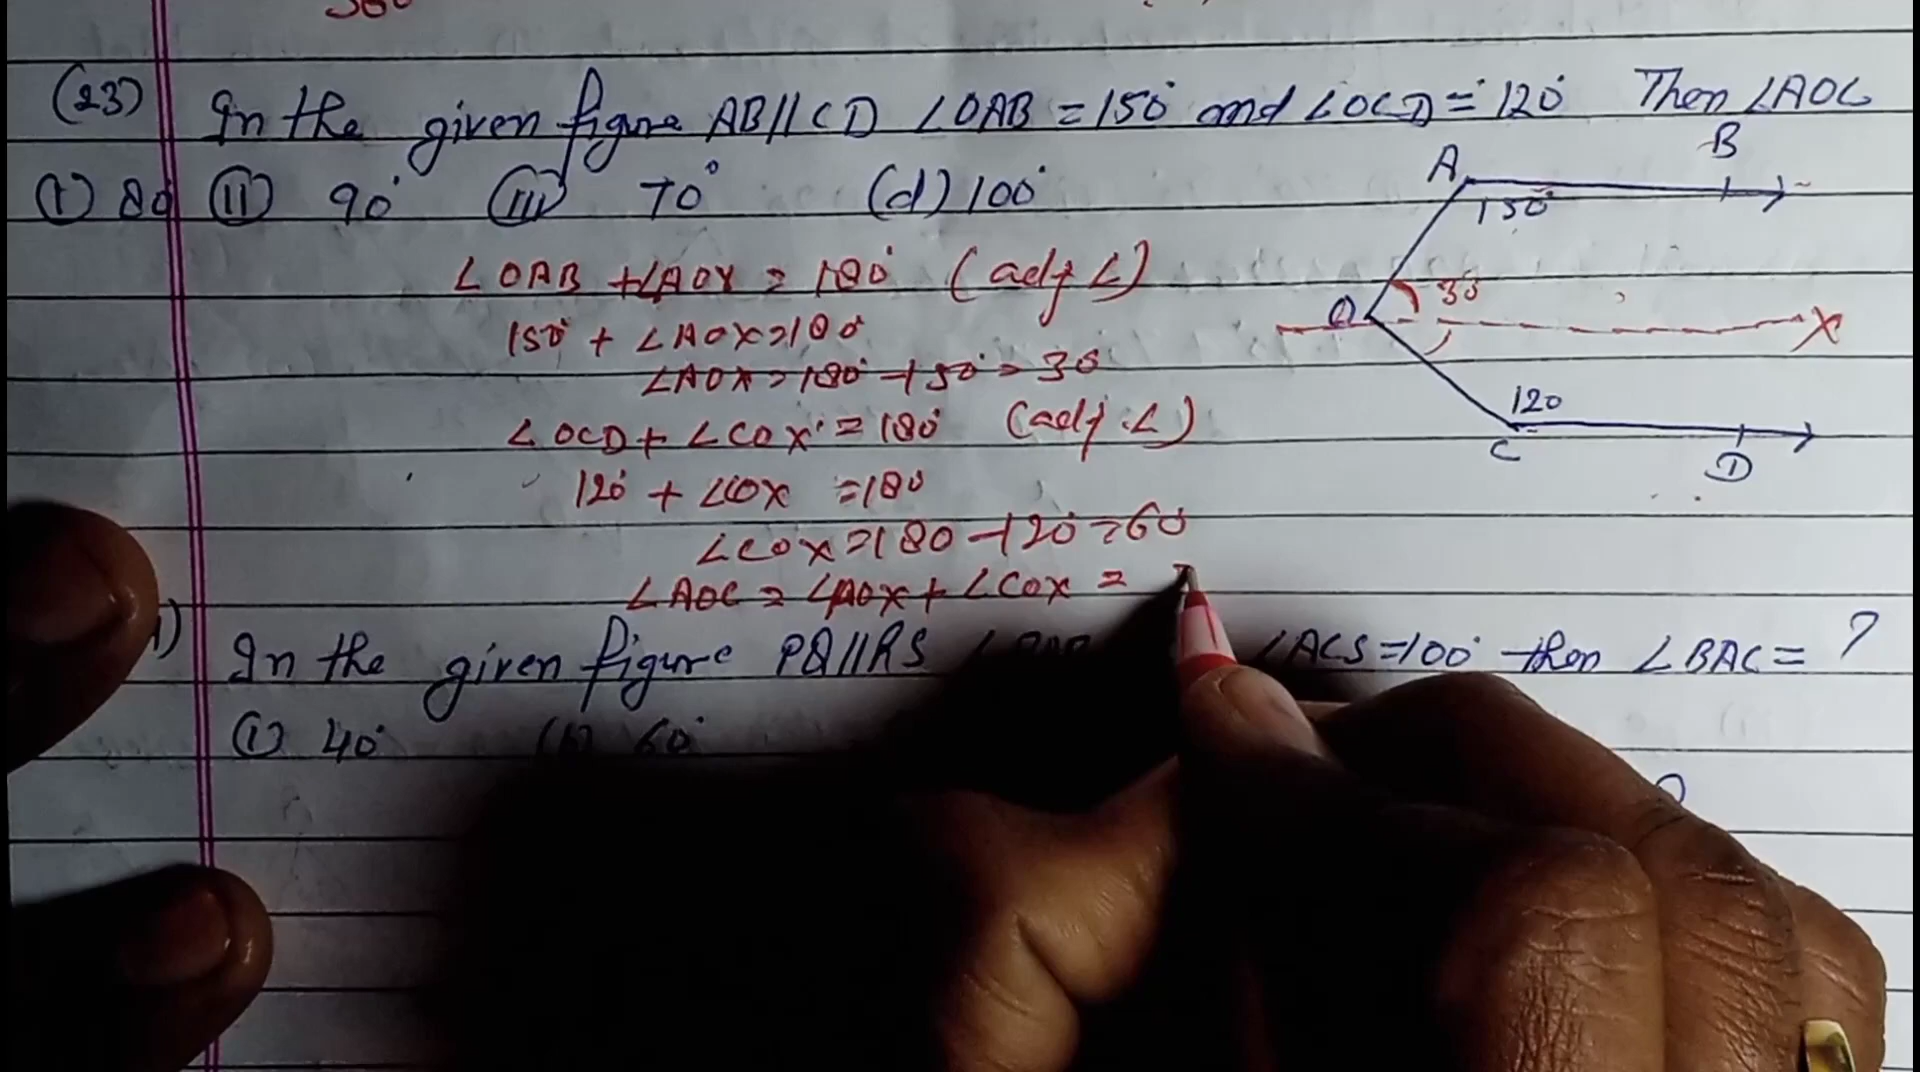 (23) In the given figure AB//CD ∠OAB = 150° and ∠OCD = 120° Then ∠AOC
(i) 80 (ii) 90° (iii) 70° (d) 100°
A B
150°
∠OAB + ∠AOX = 180° (adj ∠)
30
O X
150° + ∠AOX = 180°
∠AOX = 180° - 150° = 30
∠OCD + ∠COX = 180° (adj. ∠)
120
C D
120° + ∠COX = 180
∠COX = 180 - 120° = 60
∠AOC = ∠AOX + ∠COX =
In the given figure PQ//RS ∠ACS = 100° then ∠BAC = ?
(i) 40° (b) 60°